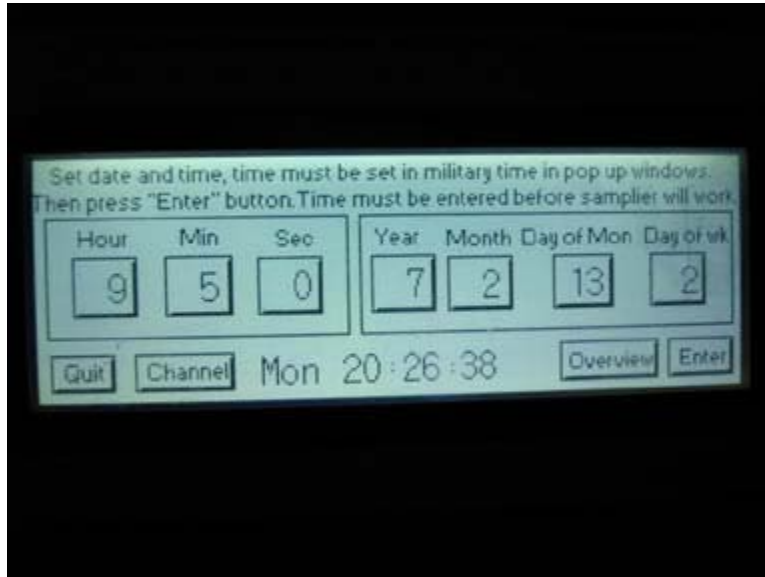 Set date and time, time must be set in military time in pop up windows.
Then press "Enter" button. Time must be entered before samplier will work.
Hour Min Sec Year Month Day of Mon Day of wk
9 5 0 7 2 13 2
Quit Channel Mon 20:26:38 Overview Enter